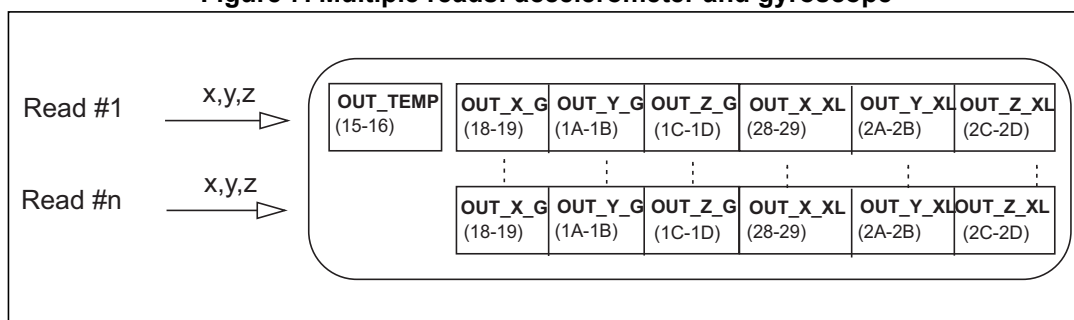 Figure Multiple reads: accelerometer and gyroscope
Read #1
x,y,z
OUT_TEMP
(15-16)
OUT_X_G OUT_Y_G OUT_Z_G OUT_X_XL OUT_Y_XL OUT_Z_XL
(18-19) (1A-1B) (1C-1D) (28-29) (2A-2B) (2C-2D)
Read #n
x,y,z
OUT_X_G OUT_Y_G OUT_Z_G OUT_X_XL OUT_Y_XL OUT_Z_XL
(18-19) (1A-1B) (1C-1D) (28-29) (2A-2B) (2C-2D)